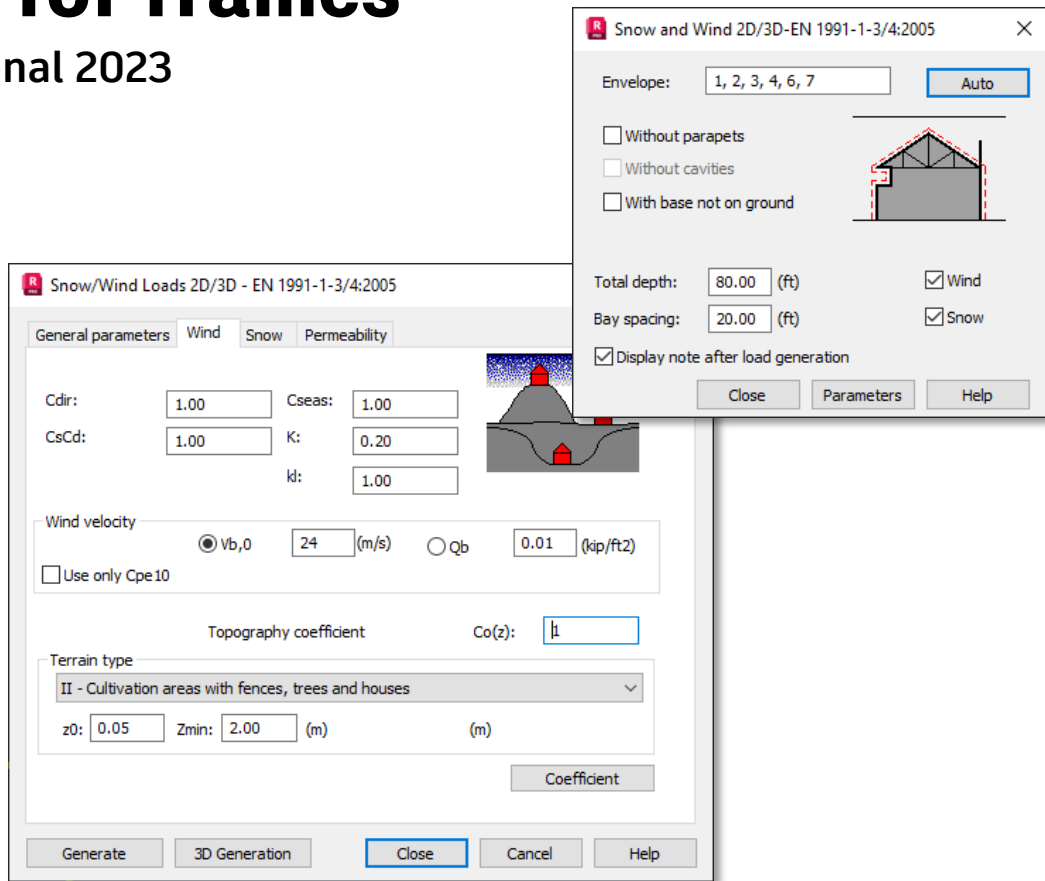 for frames
nal 2023
R
PRO
Snow and Wind 2D/3D-EN 1991-1-3/4:2005
Envelope: 1, 2, 3, 4, 6, 7 Auto
Without parapets
Without cavities
With base not on ground
Total depth: 80.00 (ft) Wind
Bay spacing: 20.00 (ft) Snow
Display note after load generation
Close Parameters Help
R
PRO
Snow/Wind Loads 2D/3D - EN 1991-1-3/4:2005
General parameters Wind Snow Permeability
Cdir: 1.00 Cseas: 1.00
CsCd: 1.00 K: 0.20
kl: 1.00
Wind velocity
Vb,0 24 (m/s) Qb 0.01 (kip/ft2)
Use only Cpe10
Topography coefficient Co(z): 1
Terrain type
II - Cultivation areas with fences, trees and houses
z0: 0.05 Zmin: 2.00 (m) (m)
Coefficient
Generate 3D Generation Close Cancel Help